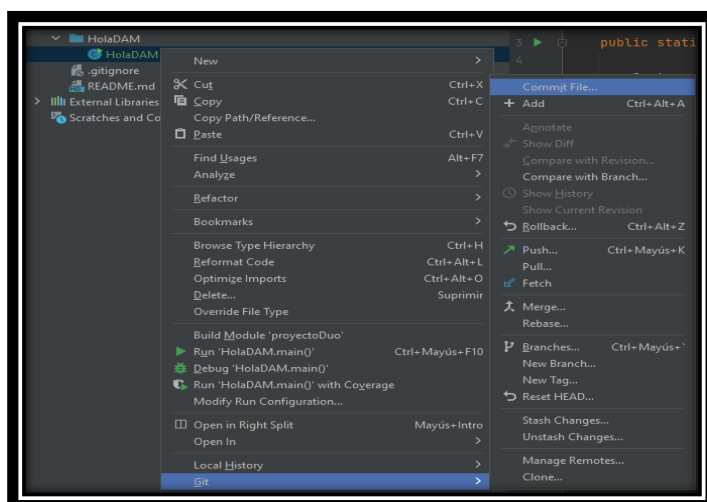 HolaDAM
HolaDAM
.gitignore
README.md
External Libraries
Scratches and Co
3
public stati
4
New
Cut Ctrl+X
Copy Ctrl+C
Copy Path/Reference...
Paste Ctrl+V
Find Usages Alt+F7
Analyze
Refactor
Bookmarks
Browse Type Hierarchy Ctrl+H
Reformat Code Ctrl+Alt+L
Optimize Imports Ctrl+Alt+O
Delete... Suprimir
Override File Type
Build Module 'proyectoDuo'
Run 'HolaDAM.main()' Ctrl+Mayús+F10
Debug 'HolaDAM.main()'
Run 'HolaDAM.main()' with Coverage
Modify Run Configuration...
Open in Right Split Mayús+Intro
Open In
Local History
Git
Commit File...
Add Ctrl+Alt+A
Annotate
Show Diff
Compare with Revision...
Compare with Branch...
Show History
Show Current Revision
Rollback... Ctrl+Alt+Z
Push... Ctrl+Mayús+K
Pull...
Fetch
Merge...
Rebase...
Branches... Ctrl+Mayús+`
New Branch...
New Tag...
Reset HEAD...
Stash Changes...
Unstash Changes...
Manage Remotes...
Clone...